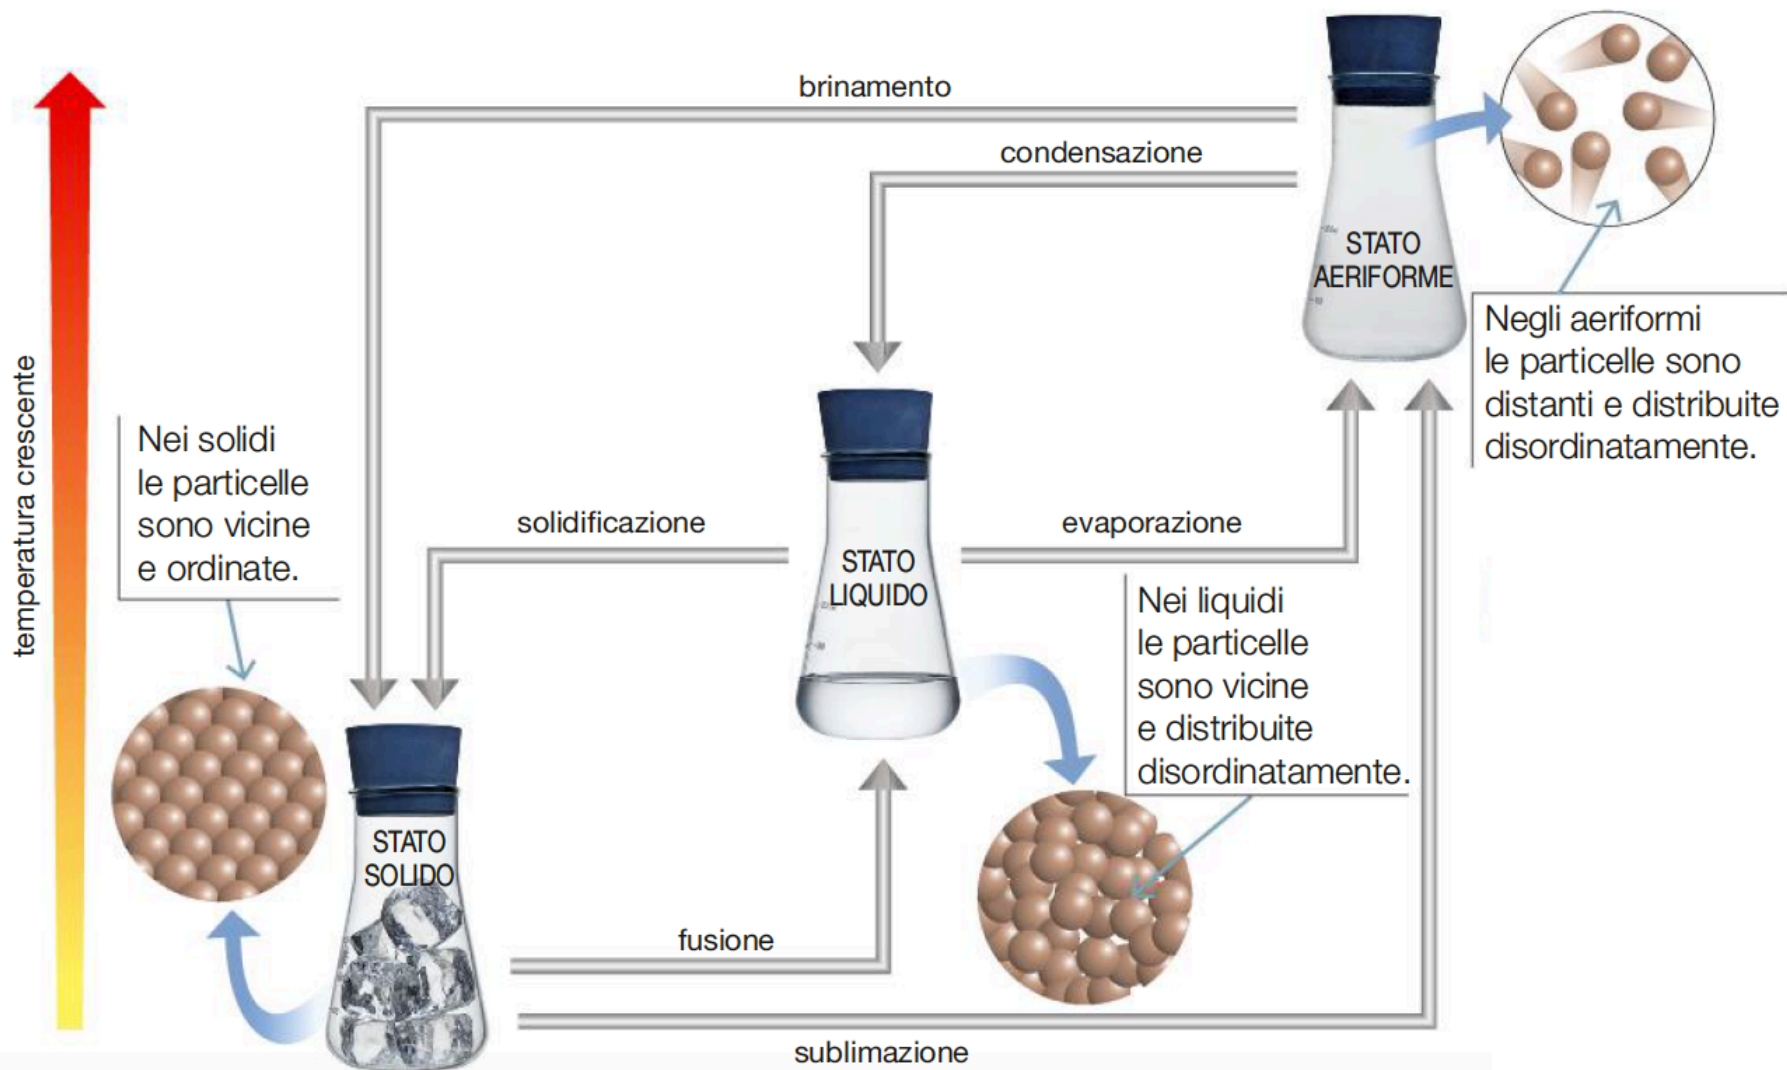 brinamento
condensazione
STATO
AERIFORME
Negli aeriformi
le particelle sono
distanti e distribuite
disordinatamente.
temperatura crescente
Nei solidi
le particelle
sono vicine
e ordinate.
solidificazione
evaporazione
STATO
LIQUIDO
Nei liquidi
le particelle
sono vicine
e distribuite
disordinatamente.
STATO
SOLIDO
fusione
sublimazione